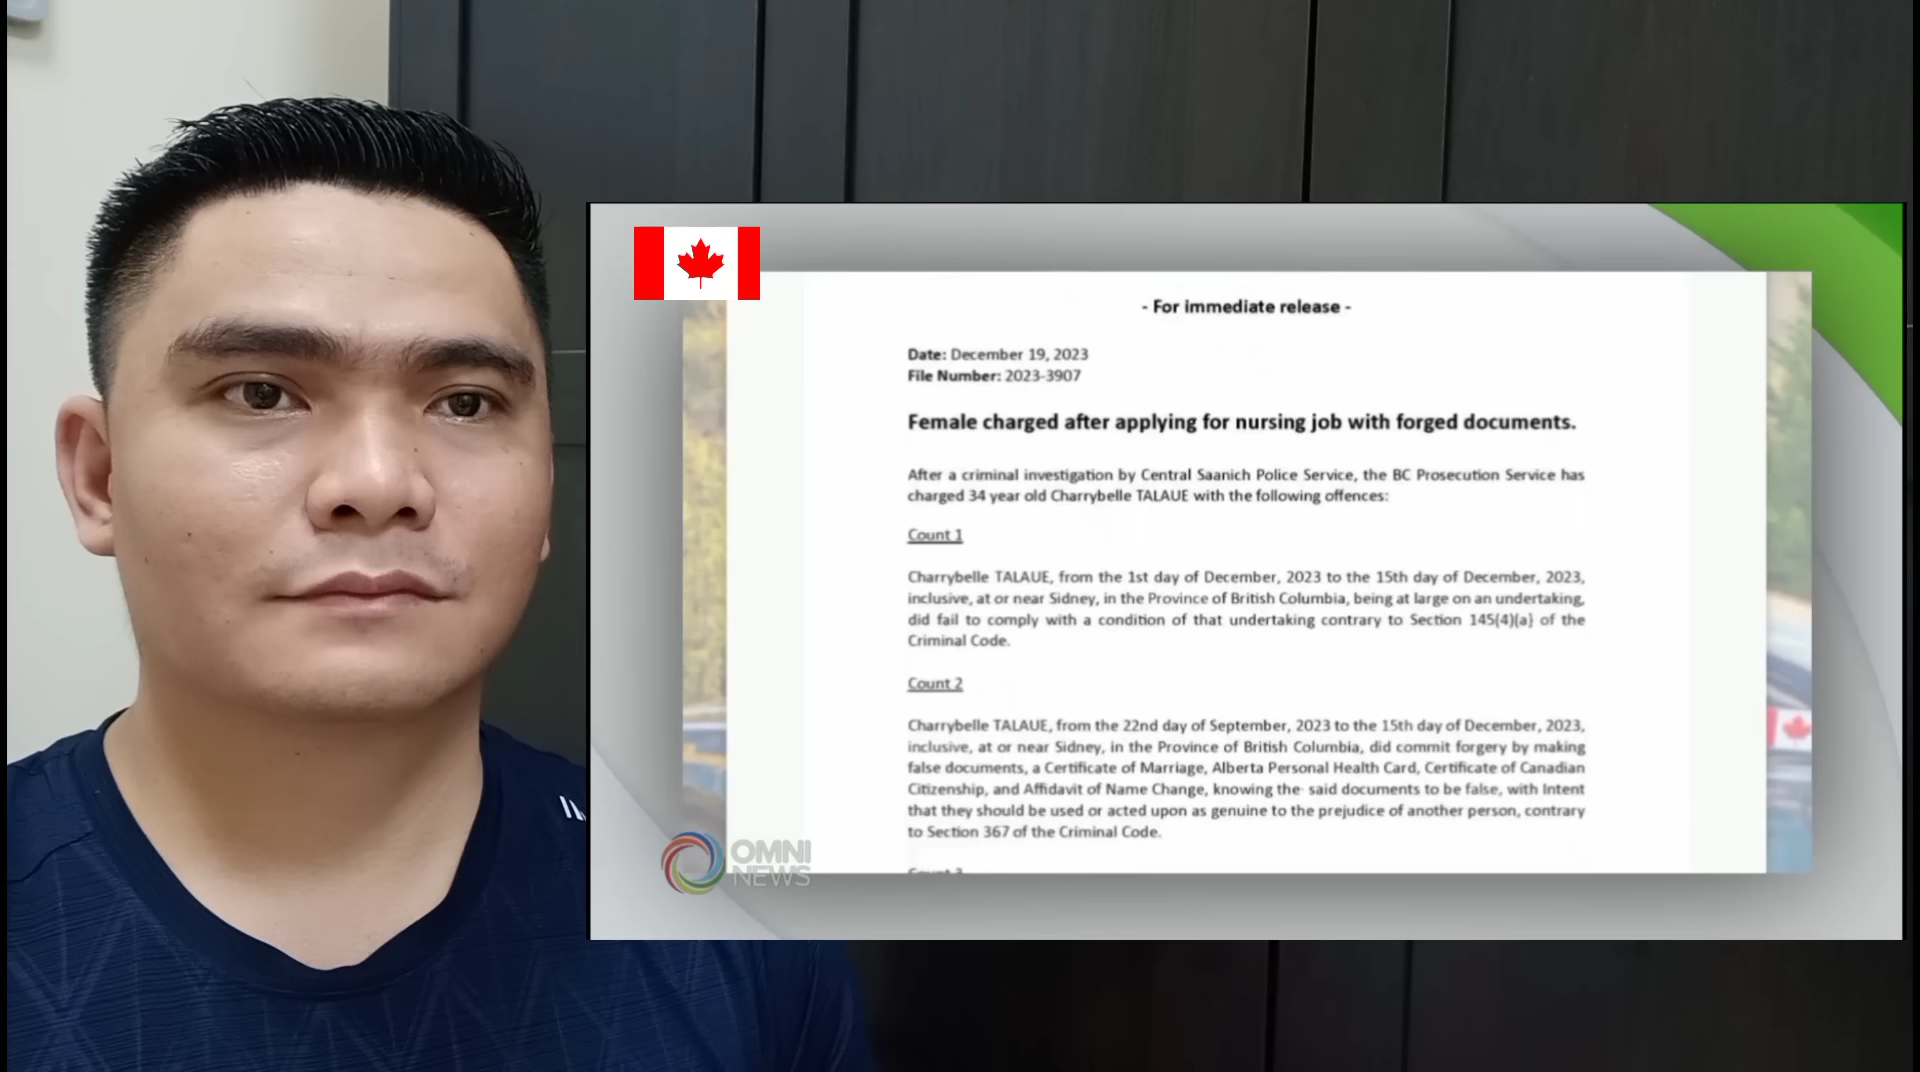 - For immediate release -
Date: December 19, 2023
File Number: 2023-3907
Female charged after applying for nursing job with forged documents.
After a criminal investigation by Central Saanich Police Service, the BC Prosecution Service has
charged 34 year old Charrybelle TALAUE with the following offences:
Count 1
Charrybelle TALAUE, from the 1st day of December, 2023 to the 15th day of December, 2023,
inclusive, at or near Sidney, in the Province of British Columbia, being at large on an undertaking,
did fail to comply with a condition of that undertaking contrary to Section 145(4)(a) of the
Criminal Code.
Count 2
Charrybelle TALAUE, from the 22nd day of September, 2023 to the 15th day of December, 2023,
inclusive, at or near Sidney, in the Province of British Columbia, did commit forgery by making
false documents, a Certificate of Marriage, Alberta Personal Health Card, Certificate of Canadian
Citizenship, and Affidavit of Name Change, knowing the said documents to be false, with Intent
that they should be used or acted upon as genuine to the prejudice of another person, contrary
to Section 367 of the Criminal Code.
OMNI
NEWS